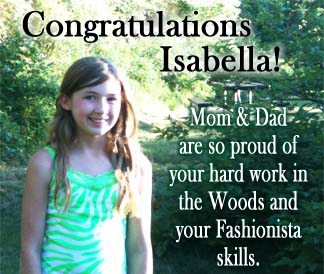 Congratulations
Isabella!
Mom & Dad
are so proud of
your hard work in
the Woods and
your Fashionista
skills.